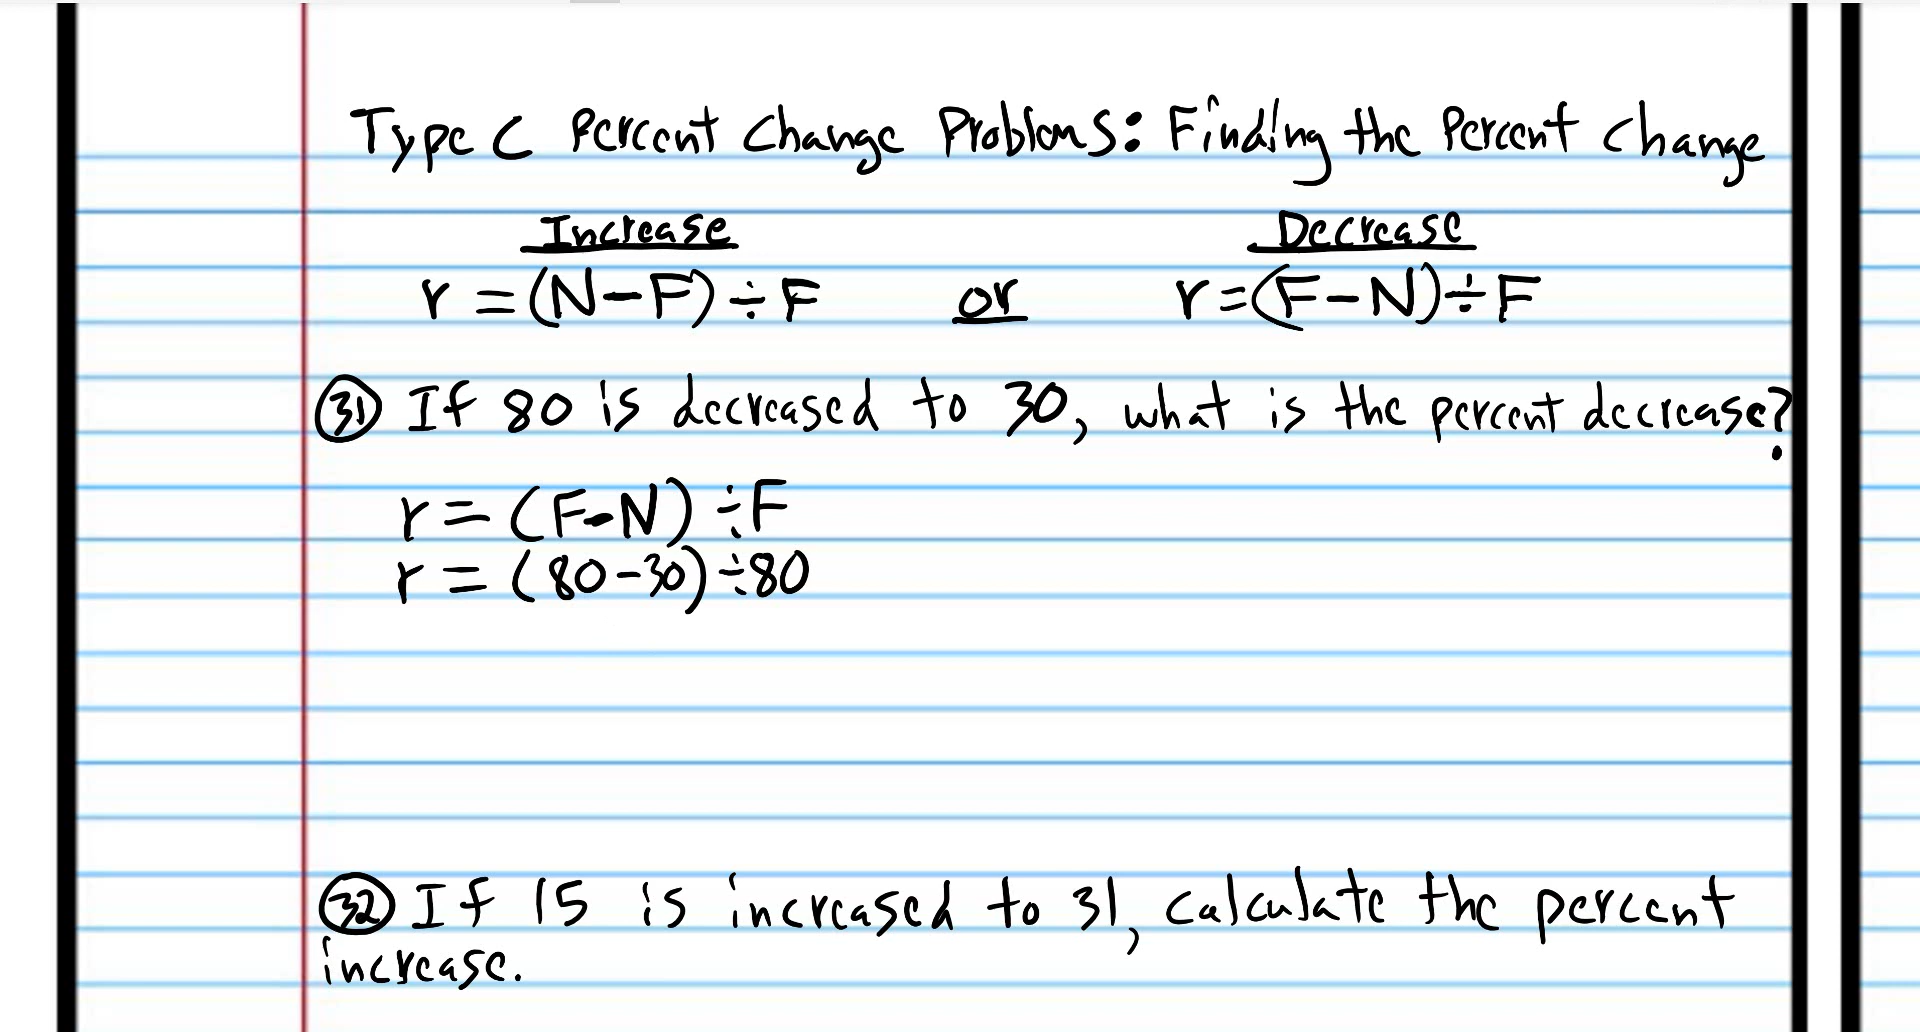 Type C Percent Change Problems: Finding the Percent Change
Increase Decrease
r = (N-F) ÷ F or r = (F-N) ÷ F
31 If 80 is decreased to 30, what is the percent decrease?
r = (F-N) ÷ F
r = (80-30) ÷ 80
32 If 15 is increased to 31, calculate the percent
increase.